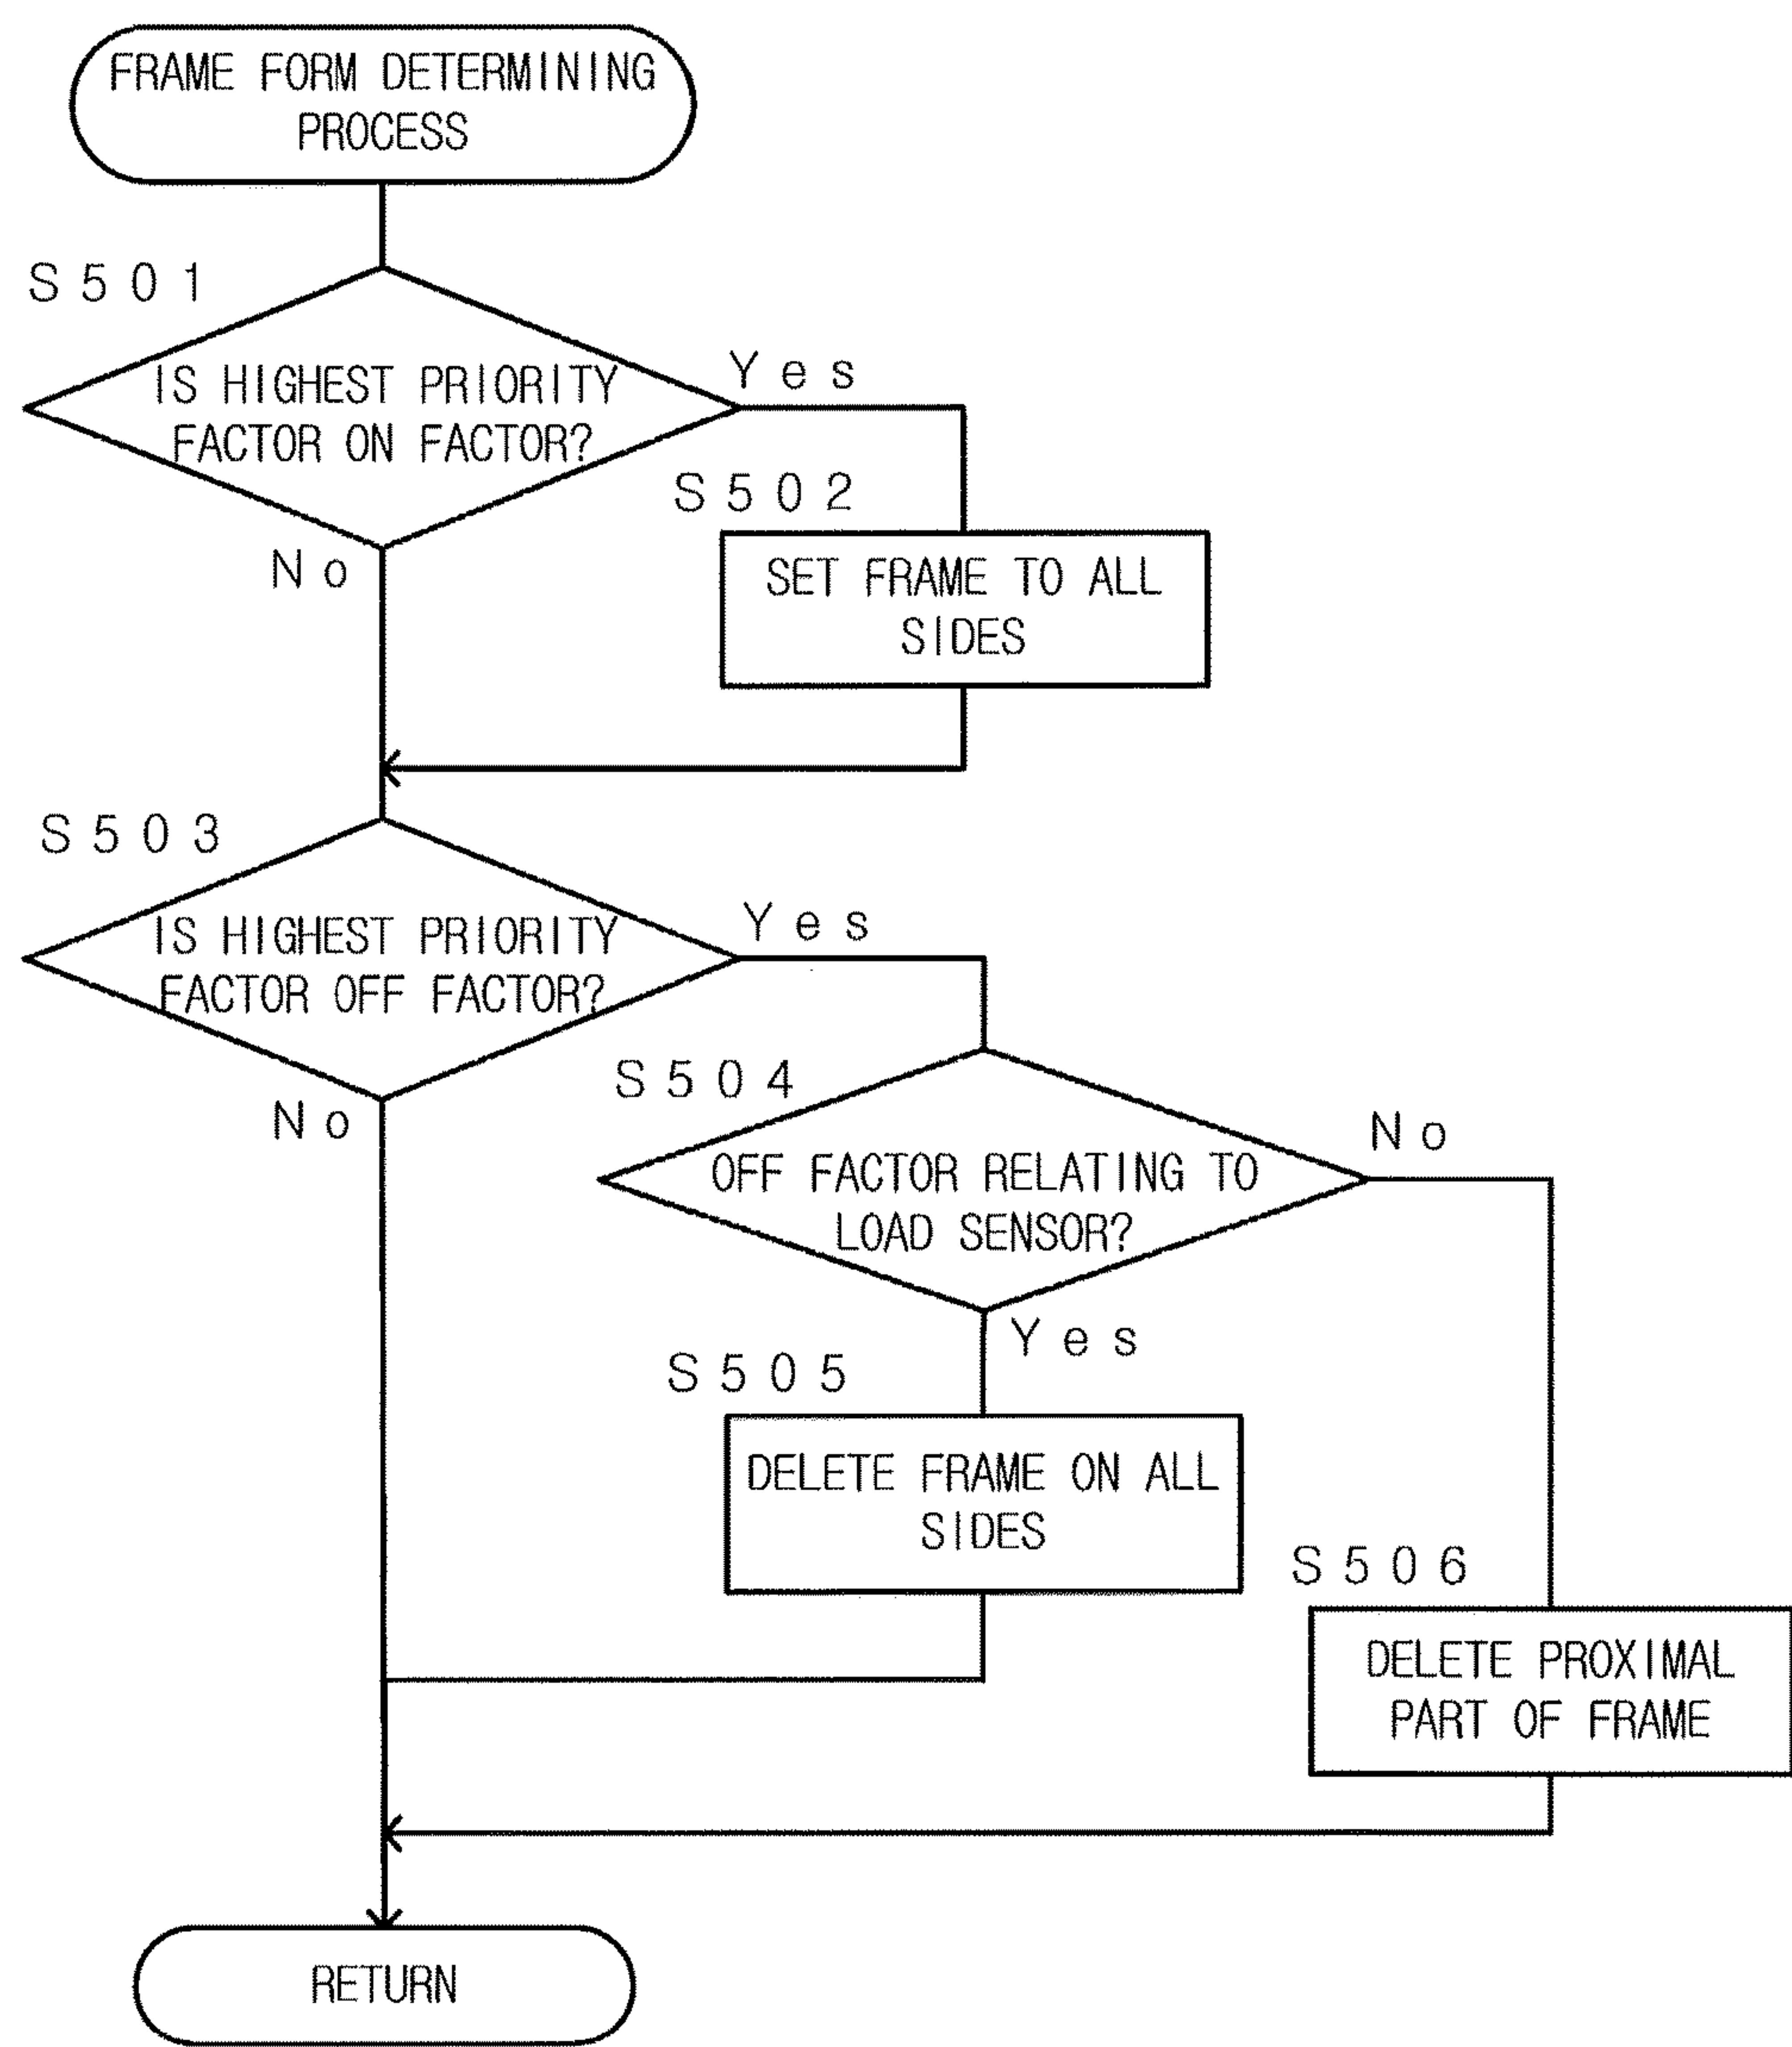 FRAME FORM DETERMINING
PROCESS
S501
IS HIGHEST PRIORITY
FACTOR ON FACTOR?
Yes
No
S502
SET FRAME TO ALL
SIDES
S503
IS HIGHEST PRIORITY
FACTOR OFF FACTOR?
Yes
No
S504
OFF FACTOR RELATING TO
LOAD SENSOR?
No
Yes
S505
DELETE FRAME ON ALL
SIDES
S506
DELETE PROXIMAL
PART OF FRAME
RETURN